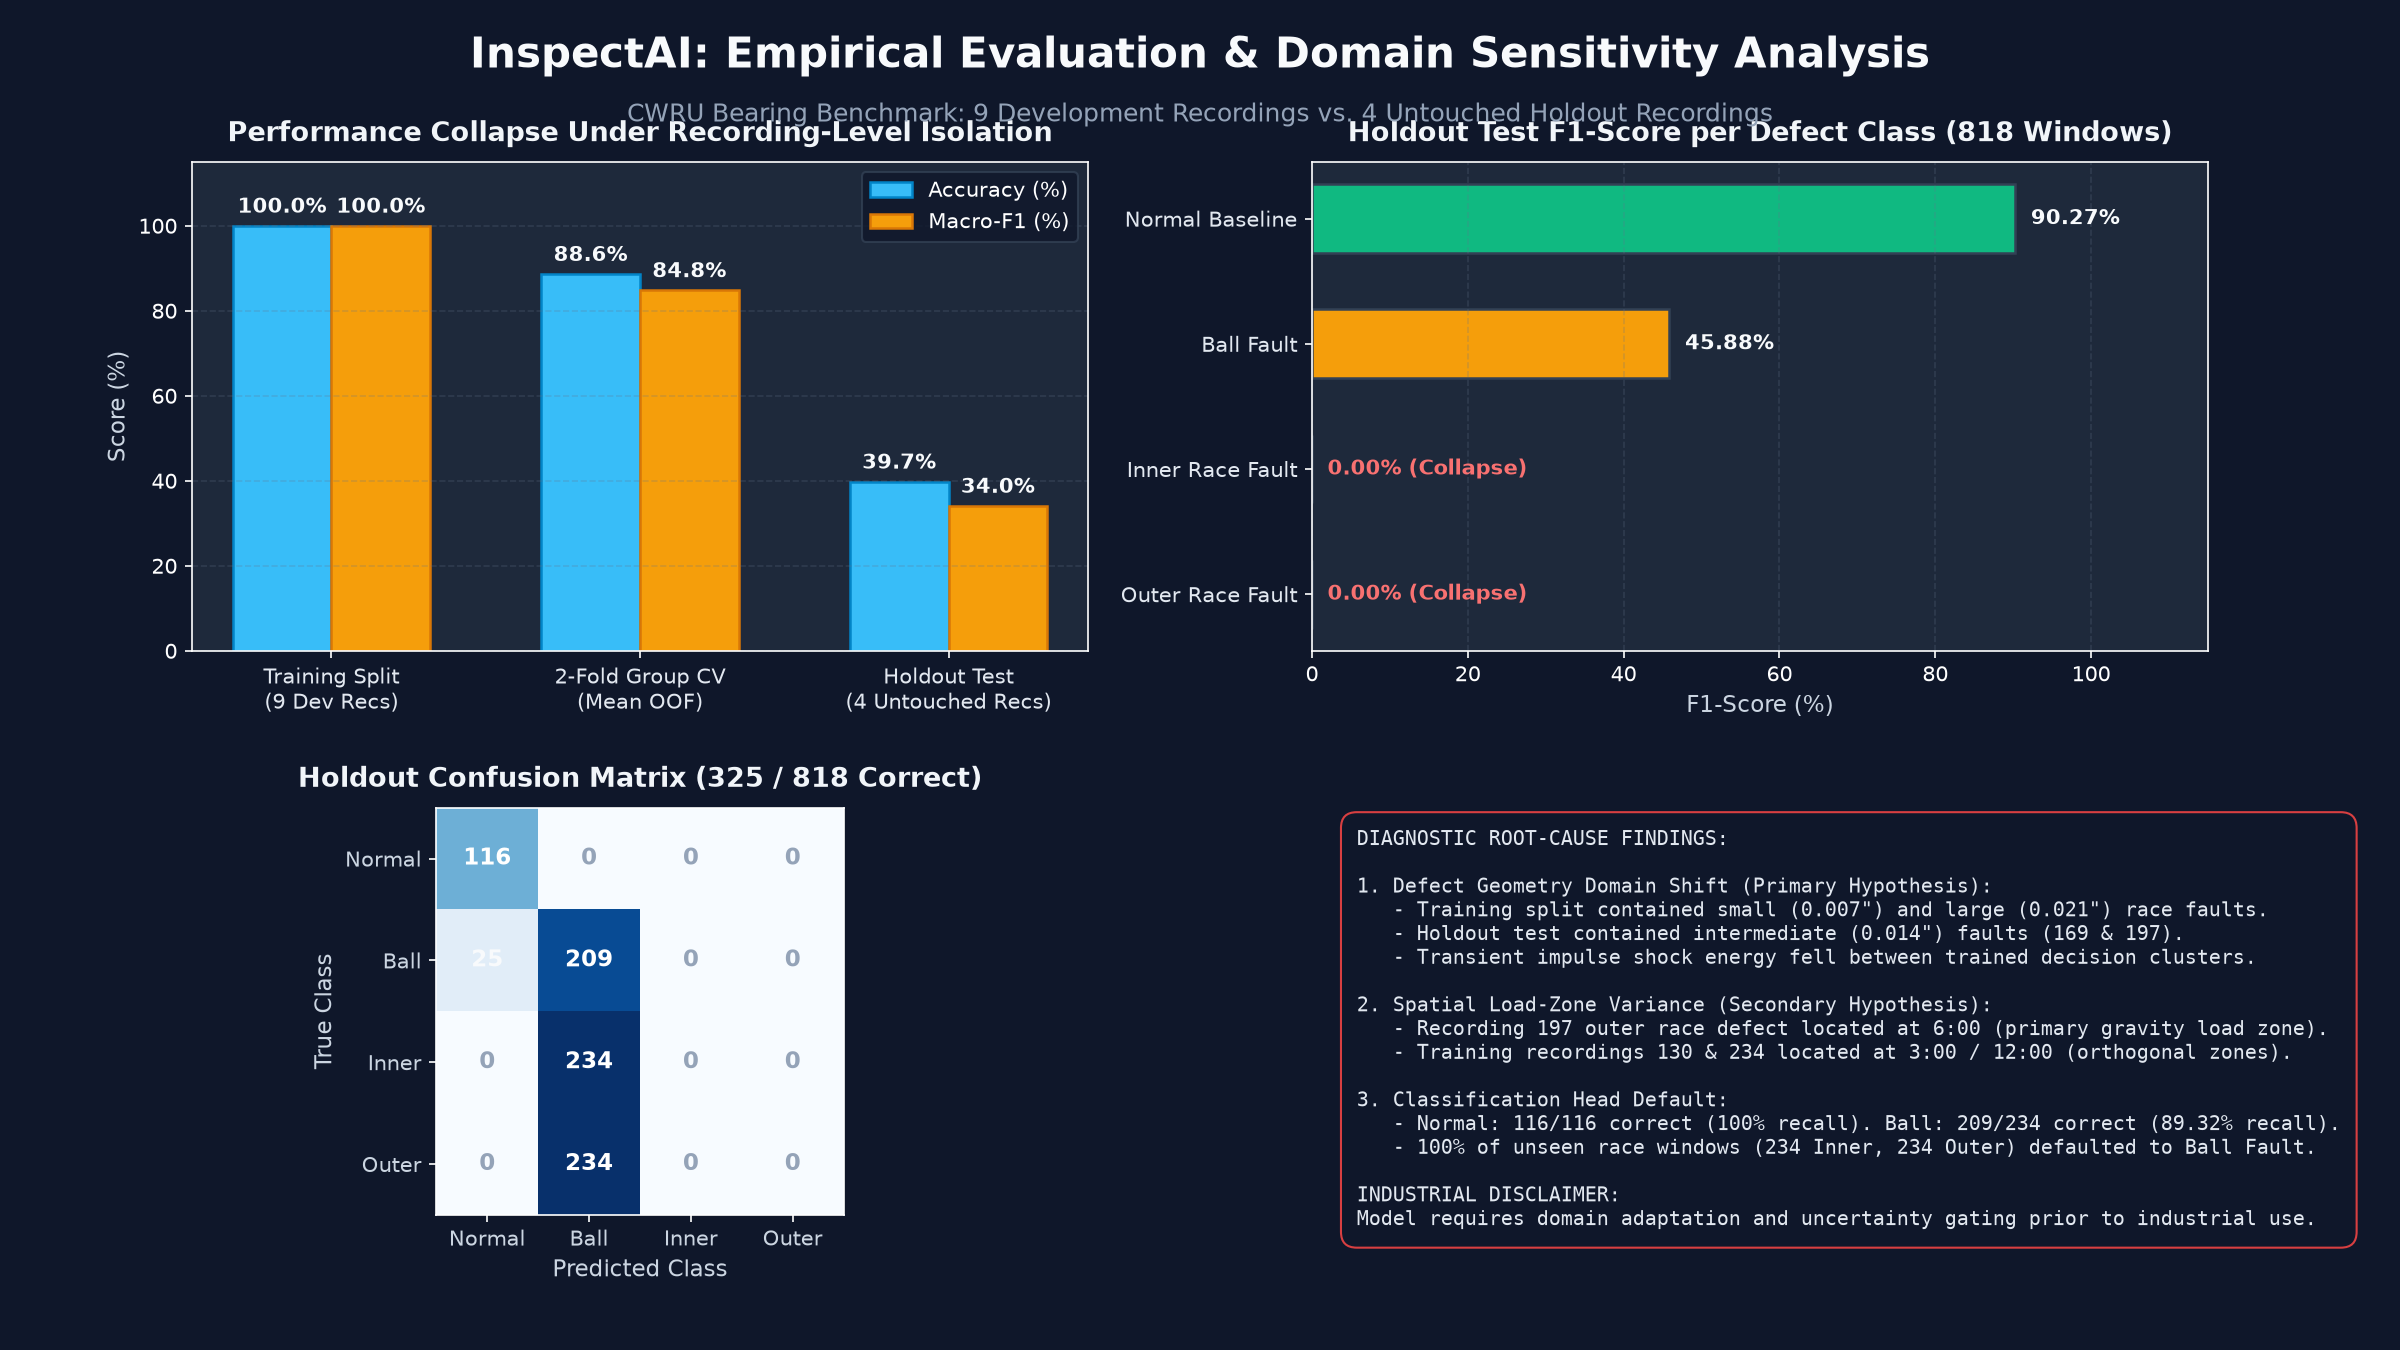 InspectAI: Empirical Evaluation & Domain Sensitivity Analysis
CWRU Bearing Benchmark: 9 Development Recordings vs. 4 Untouched Holdout Recordings
Performance Collapse Under Recording-Level Isolation
Accuracy (%)
Macro-F1 (%)
100.0% 100.0%
88.6%
84.8%
39.7%
34.0%
100
80
60
40
20
0
Score (%)
Training Split
(9 Dev Recs)
2-Fold Group CV
(Mean OOF)
Holdout Test
(4 Untouched Recs)
Holdout Test F1-Score per Defect Class (818 Windows)
Normal Baseline
90.27%
Ball Fault
45.88%
Inner Race Fault
0.00% (Collapse)
Outer Race Fault
0.00% (Collapse)
0 20 40 60 80 100
F1-Score (%)
Holdout Confusion Matrix (325 / 818 Correct)
True Class
Normal 116 0 0 0
Ball 25 209 0 0
Inner 0 234 0 0
Outer 0 234 0 0
Normal Ball Inner Outer
Predicted Class
DIAGNOSTIC ROOT-CAUSE FINDINGS:
1. Defect Geometry Domain Shift (Primary Hypothesis):
- Training split contained small (0.007") and large (0.021") race faults.
- Holdout test contained intermediate (0.014") faults (169 & 197).
- Transient impulse shock energy fell between trained decision clusters.
2. Spatial Load-Zone Variance (Secondary Hypothesis):
- Recording 197 outer race defect located at 6:00 (primary gravity load zone).
- Training recordings 130 & 234 located at 3:00 / 12:00 (orthogonal zones).
3. Classification Head Default:
- Normal: 116/116 correct (100% recall). Ball: 209/234 correct (89.32% recall).
- 100% of unseen race windows (234 Inner, 234 Outer) defaulted to Ball Fault.
INDUSTRIAL DISCLAIMER:
Model requires domain adaptation and uncertainty gating prior to industrial use.